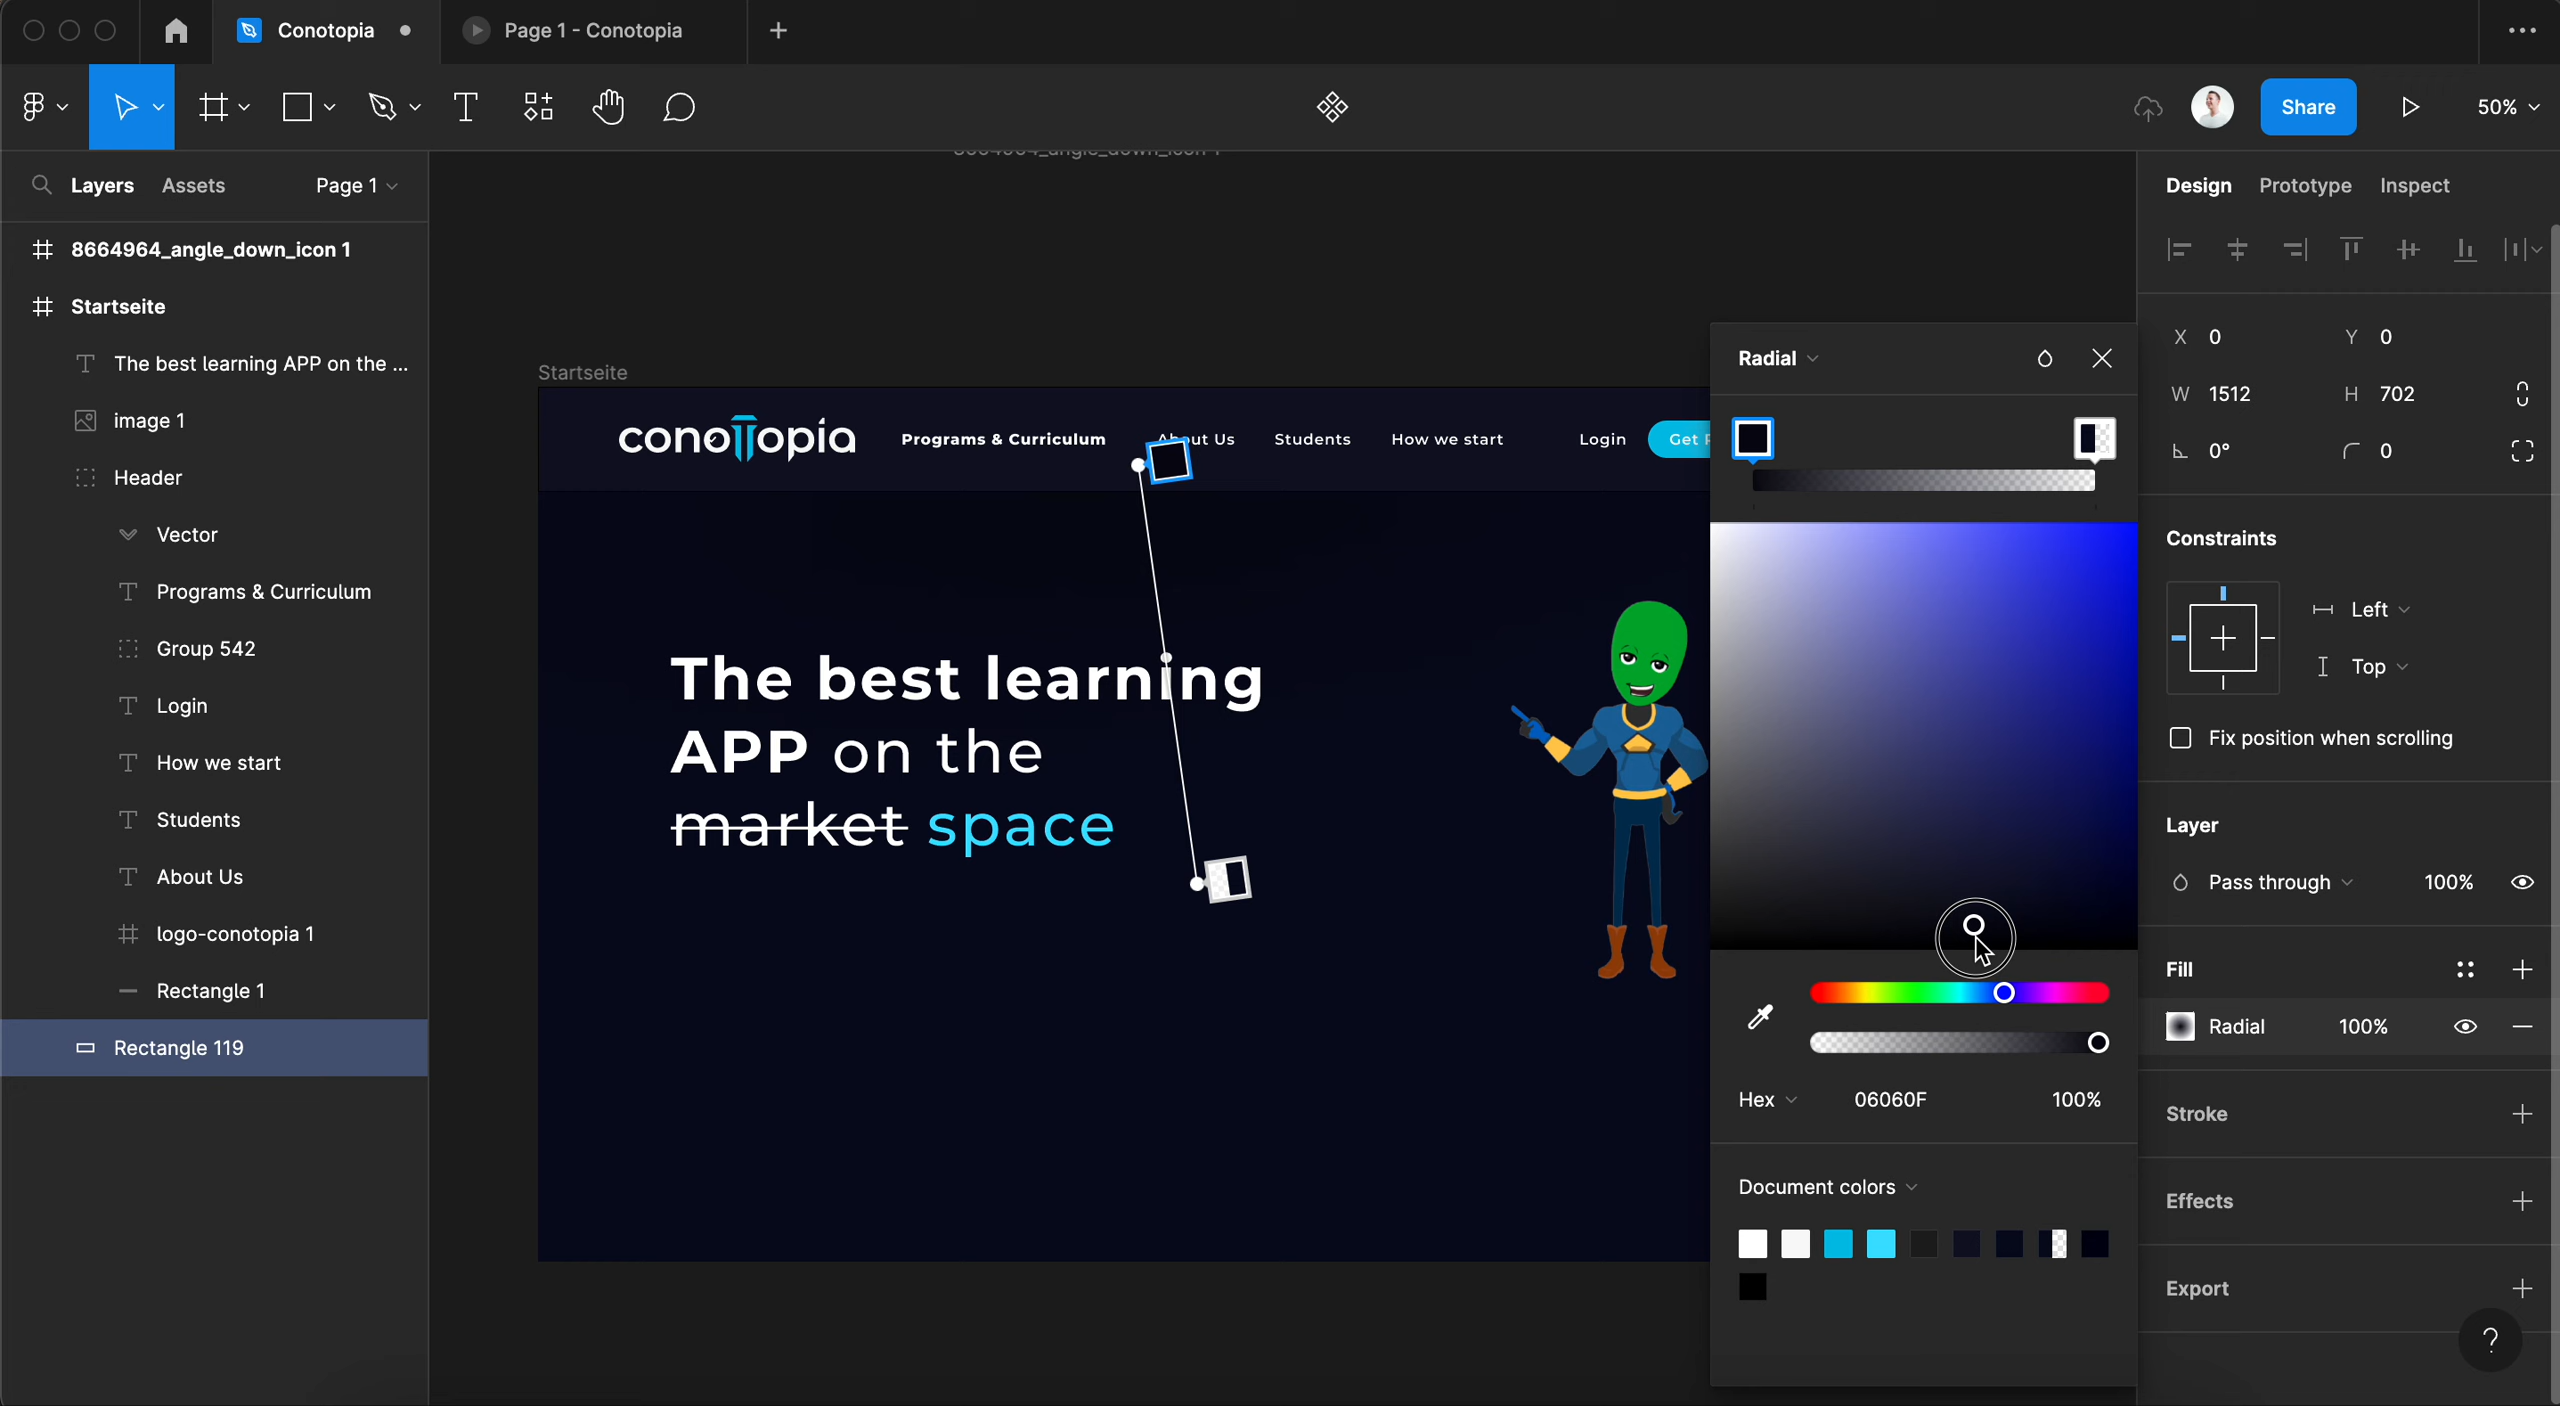 Conotopia
Page 1 - Conotopia
Share
50%
Layers
Assets
Page 1
8664964_angle_down_icon 1
Startseite
The best learning APP on the ...
image 1
Header
Vector
Programs & Curriculum
Group 542
Login
How we start
Students
About Us
logo-conotopia 1
Rectangle 1
Rectangle 119
8664964_angle_down_icon 1
Startseite
conotopia
Programs & Curriculum
About Us
Students
How we start
Login
Get
The best learning
APP on the
market space
Radial
Hex
06060F
100%
Document colors
Design
Prototype
Inspect
X 0
Y 0
W 1512
H 702
0°
0
Constraints
Left
Top
Fix position when scrolling
Layer
Pass through
100%
Fill
Radial
100%
Stroke
Effects
Export
?